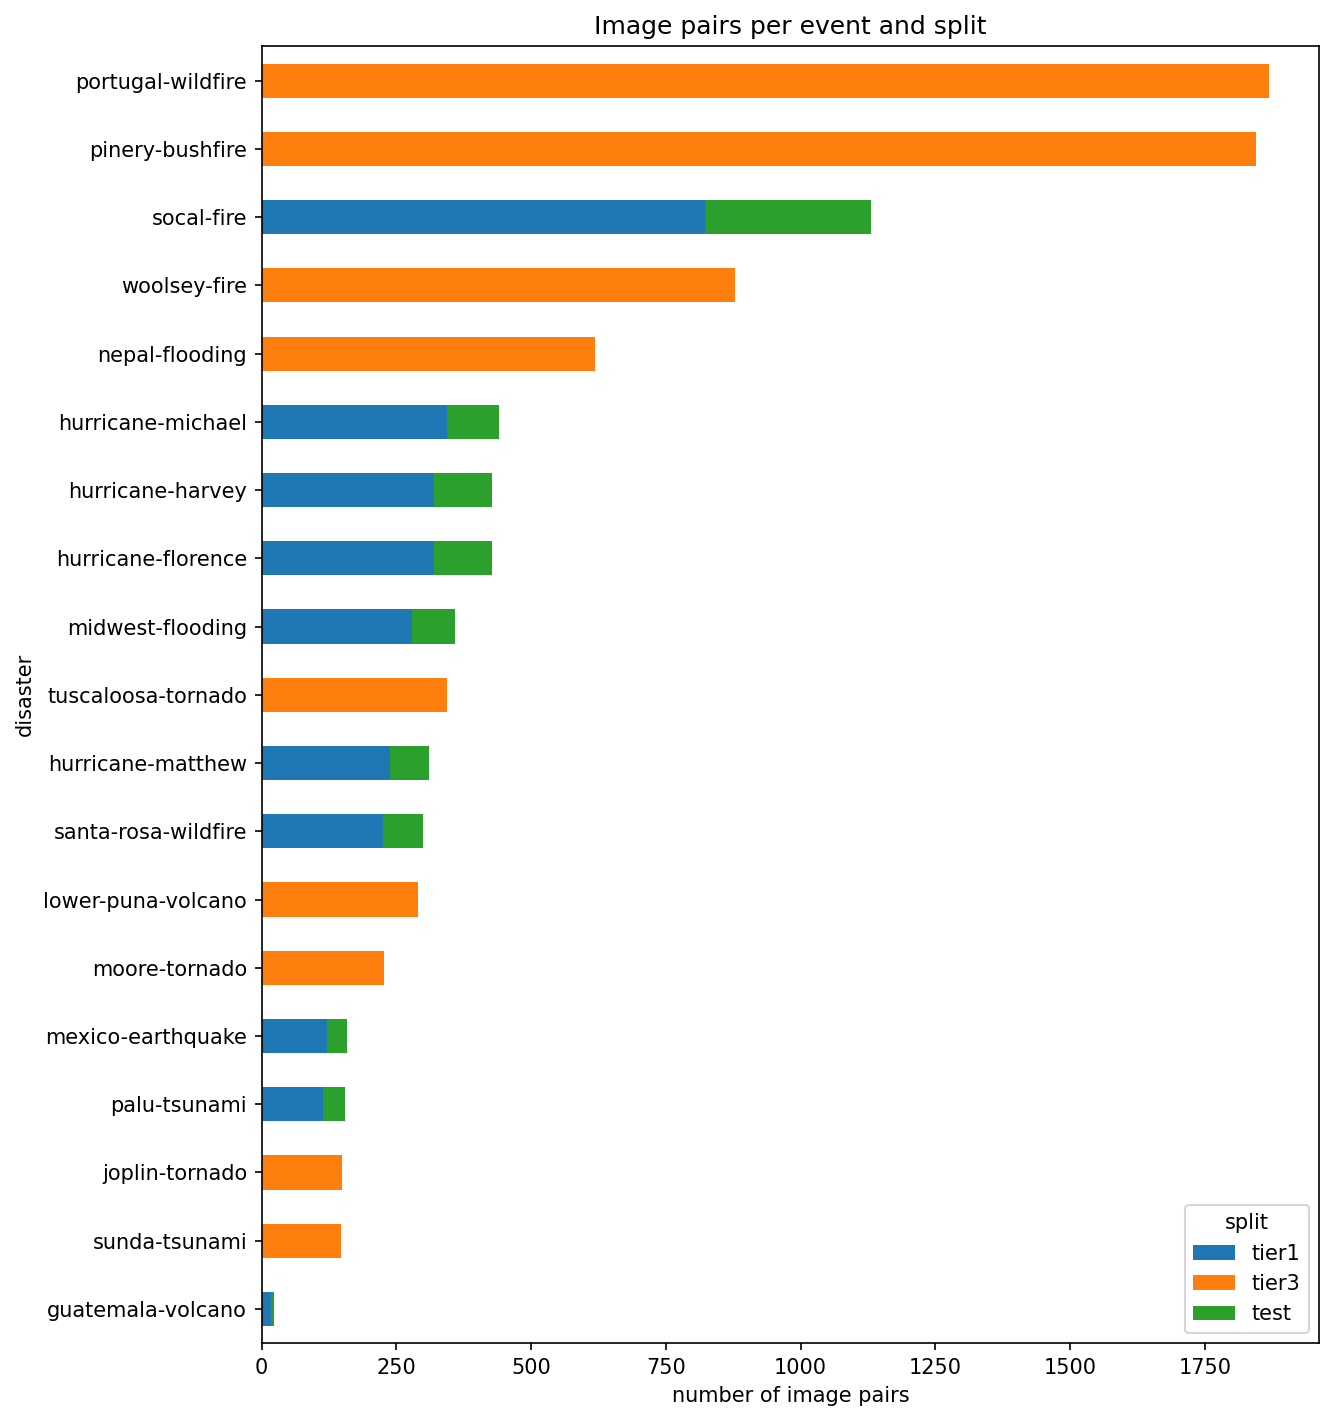 Image pairs per event and split
portugal-wildfire
pinery-bushfire
socal-fire
woolsey-fire
nepal-flooding
hurricane-michael
hurricane-harvey
hurricane-florence
midwest-flooding
tuscaloosa-tornado
hurricane-matthew
santa-rosa-wildfire
lower-puna-volcano
moore-tornado
mexico-earthquake
palu-tsunami
joplin-tornado
sunda-tsunami
guatemala-volcano
disaster
split
tier1
tier3
test
0 250 500 750 1000 1250 1500 1750
number of image pairs